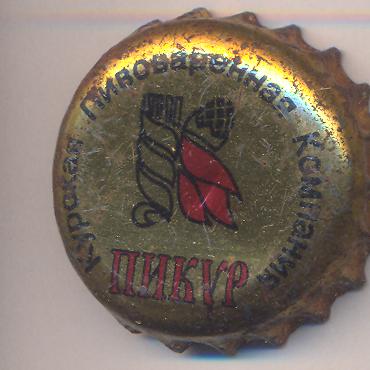 Курская Пивоваренная Компания
ПИКУР